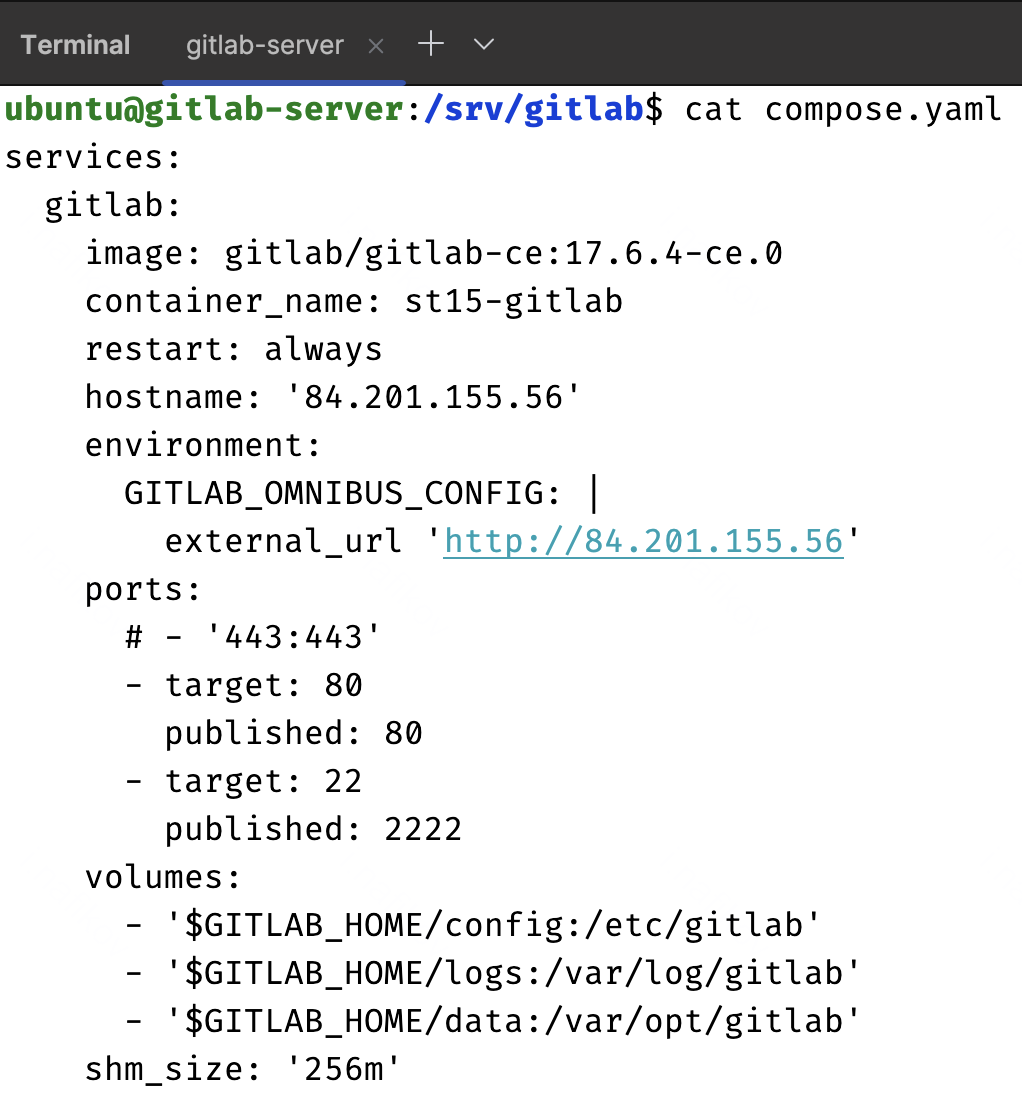 Terminal gitlab-server × + ⌄
ubuntu@gitlab-server:/srv/gitlab$ cat compose.yaml
services:
  gitlab:
    image: gitlab/gitlab-ce:17.6.4-ce.0
    container_name: st15-gitlab
    restart: always
    hostname: '84.201.155.56'
    environment:
      GITLAB_OMNIBUS_CONFIG: |
        external_url 'http://84.201.155.56'
    ports:
      # - '443:443'
      - target: 80
        published: 80
      - target: 22
        published: 2222
    volumes:
      - '$GITLAB_HOME/config:/etc/gitlab'
      - '$GITLAB_HOME/logs:/var/log/gitlab'
      - '$GITLAB_HOME/data:/var/opt/gitlab'
    shm_size: '256m'